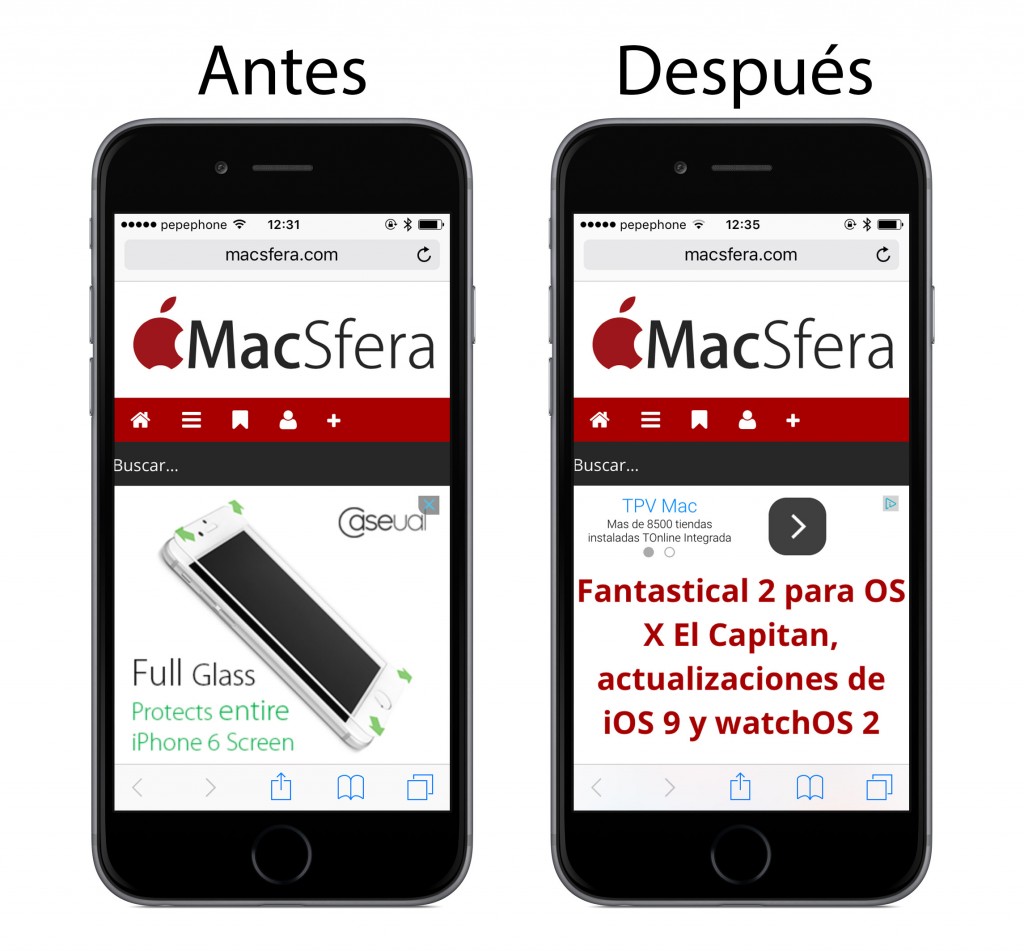 Antes
Después
pepephone
12:31
macsfera.com
MacSfera
Buscar...
Caseual
Full Glass
Protects entire
iPhone 6 Screen
pepephone
12:35
macsfera.com
MacSfera
Buscar...
TPV Mac
Mas de 8500 tiendas
instaladas TOnline Integrada
Fantastical 2 para OS
X El Capitan,
actualizaciones de
iOS 9 y watchOS 2